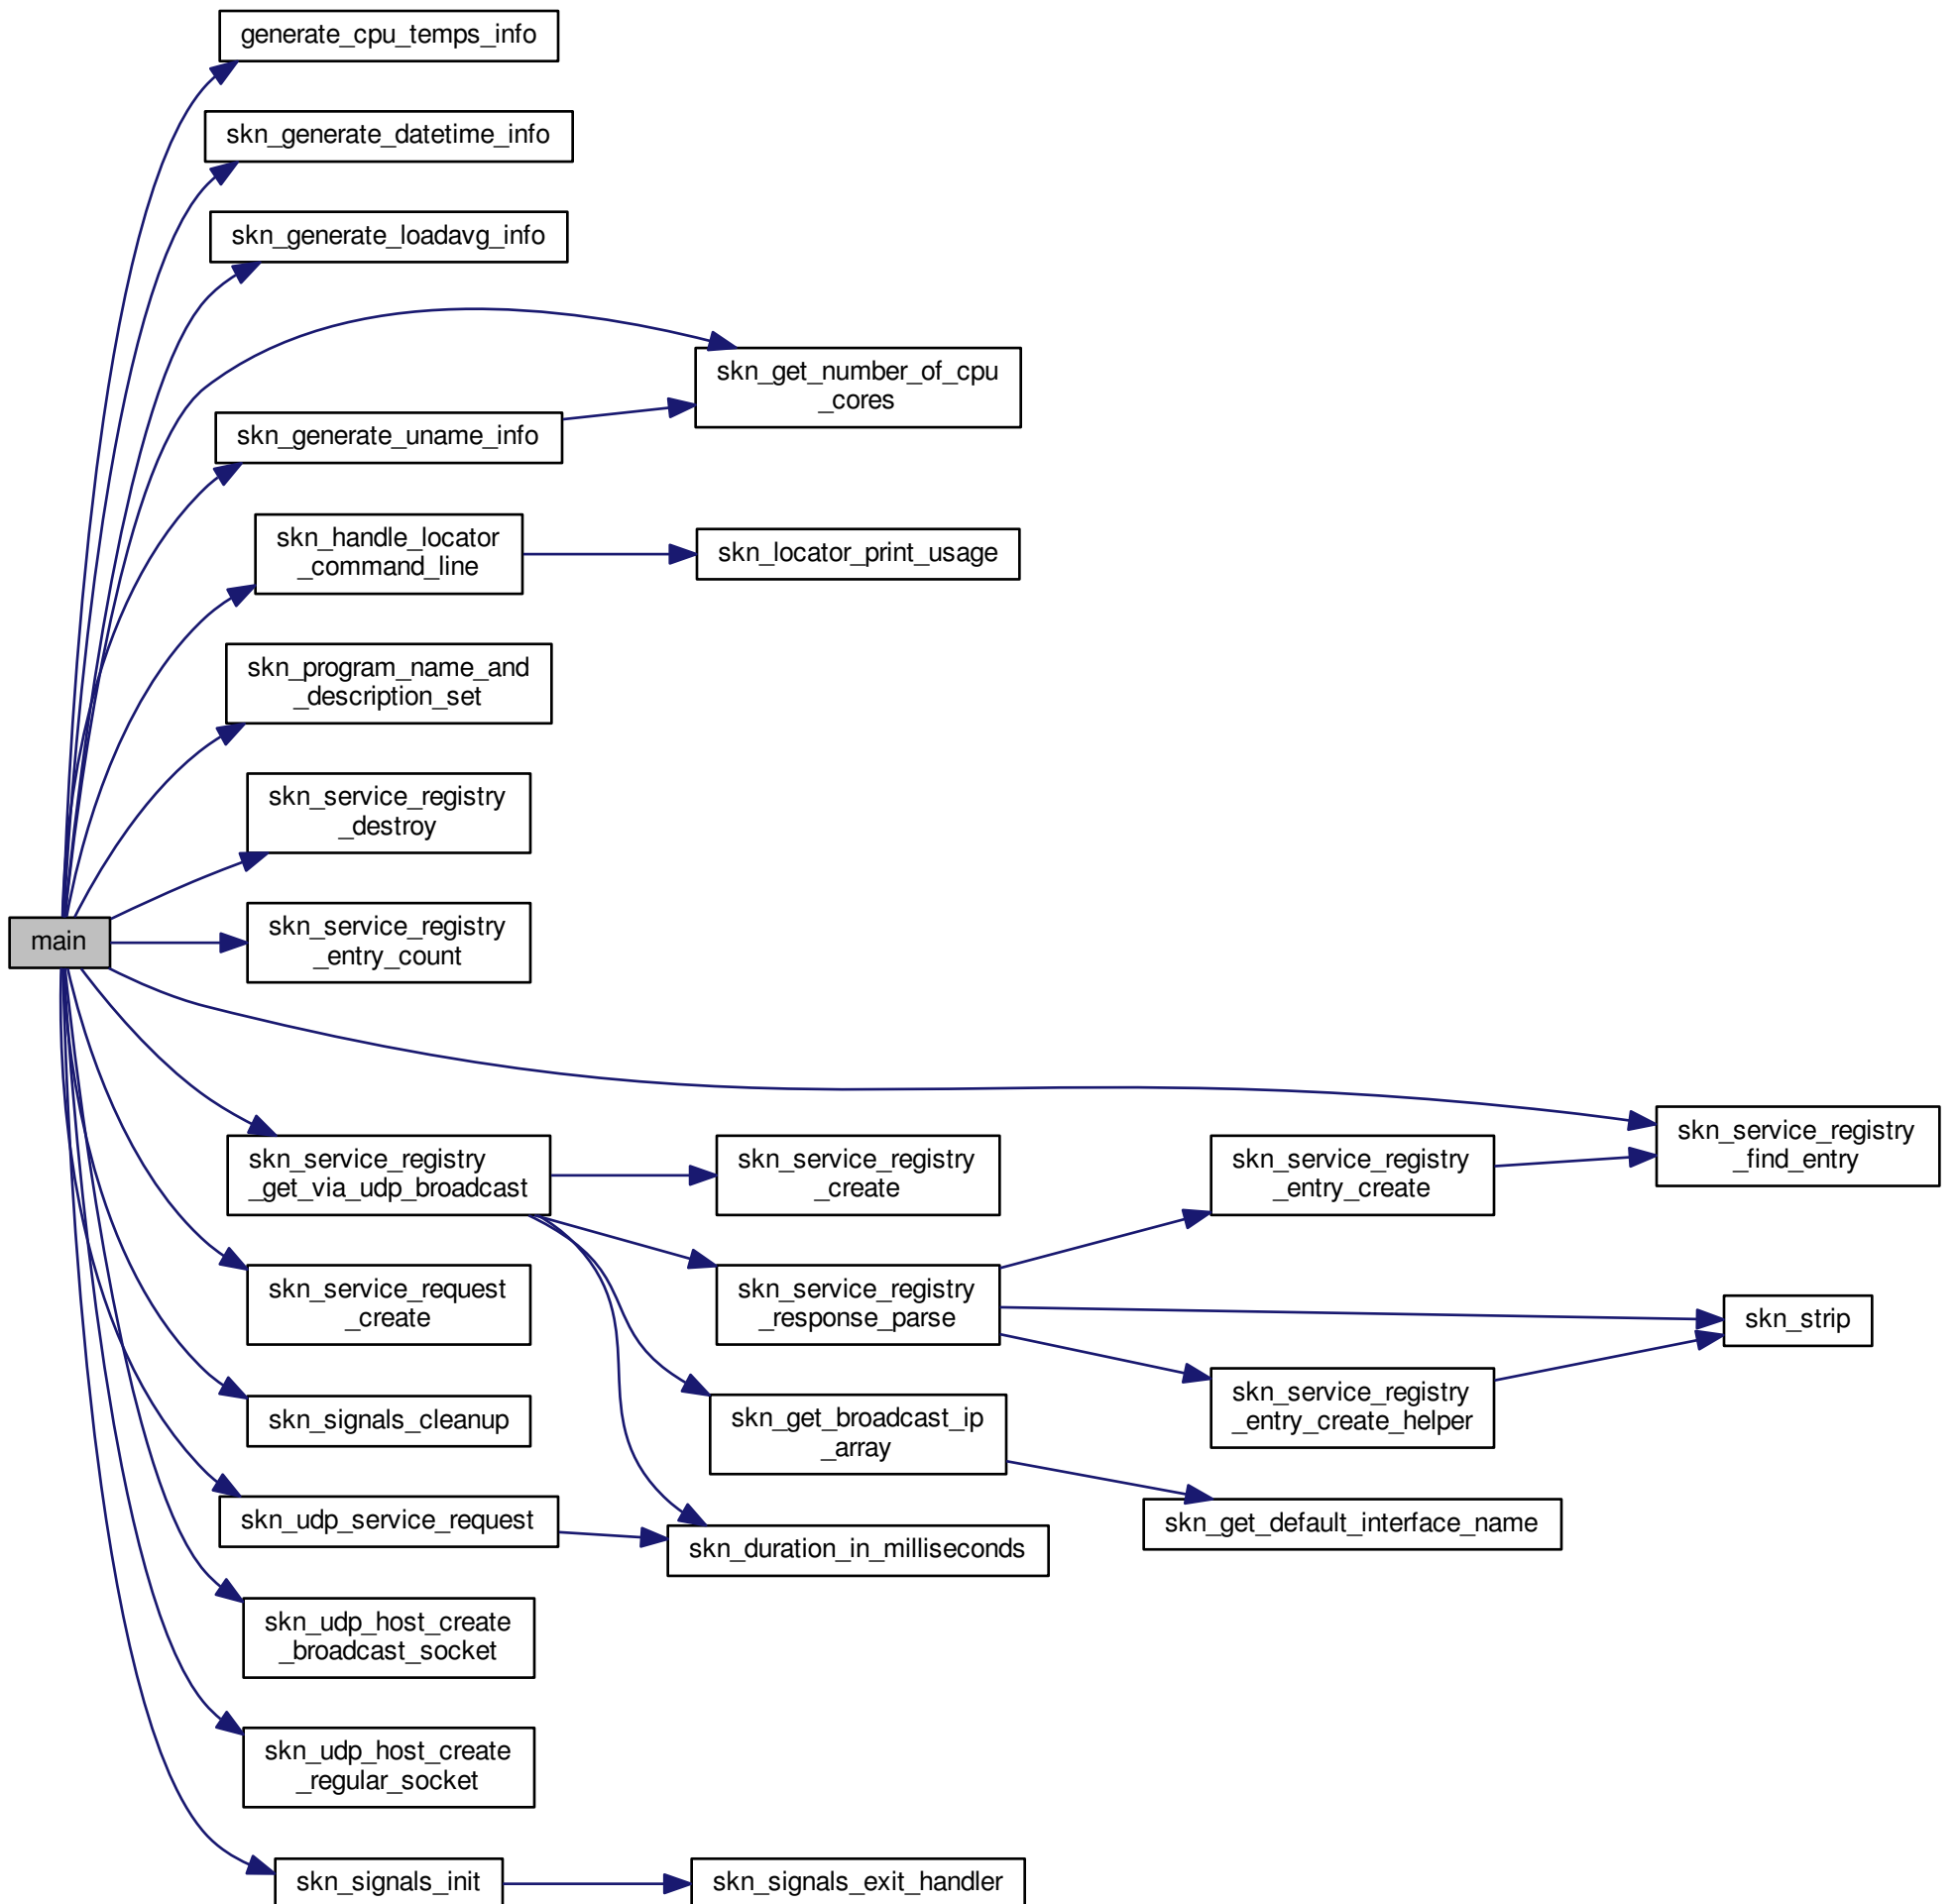 generate_cpu_temps_info
skn_generate_datetime_info
skn_generate_loadavg_info
skn_get_number_of_cpu
_cores
skn_generate_uname_info
skn_handle_locator
_command_line
skn_locator_print_usage
skn_program_name_and
_description_set
skn_service_registry
_destroy
main
skn_service_registry
_entry_count
skn_service_registry
_find_entry
skn_service_registry
_get_via_udp_broadcast
skn_service_registry
_create
skn_service_registry
_entry_create
skn_service_request
_create
skn_service_registry
_response_parse
skn_strip
skn_service_registry
_entry_create_helper
skn_signals_cleanup
skn_get_broadcast_ip
_array
skn_get_default_interface_name
skn_udp_service_request
skn_duration_in_milliseconds
skn_udp_host_create
_broadcast_socket
skn_udp_host_create
_regular_socket
skn_signals_init
skn_signals_exit_handler